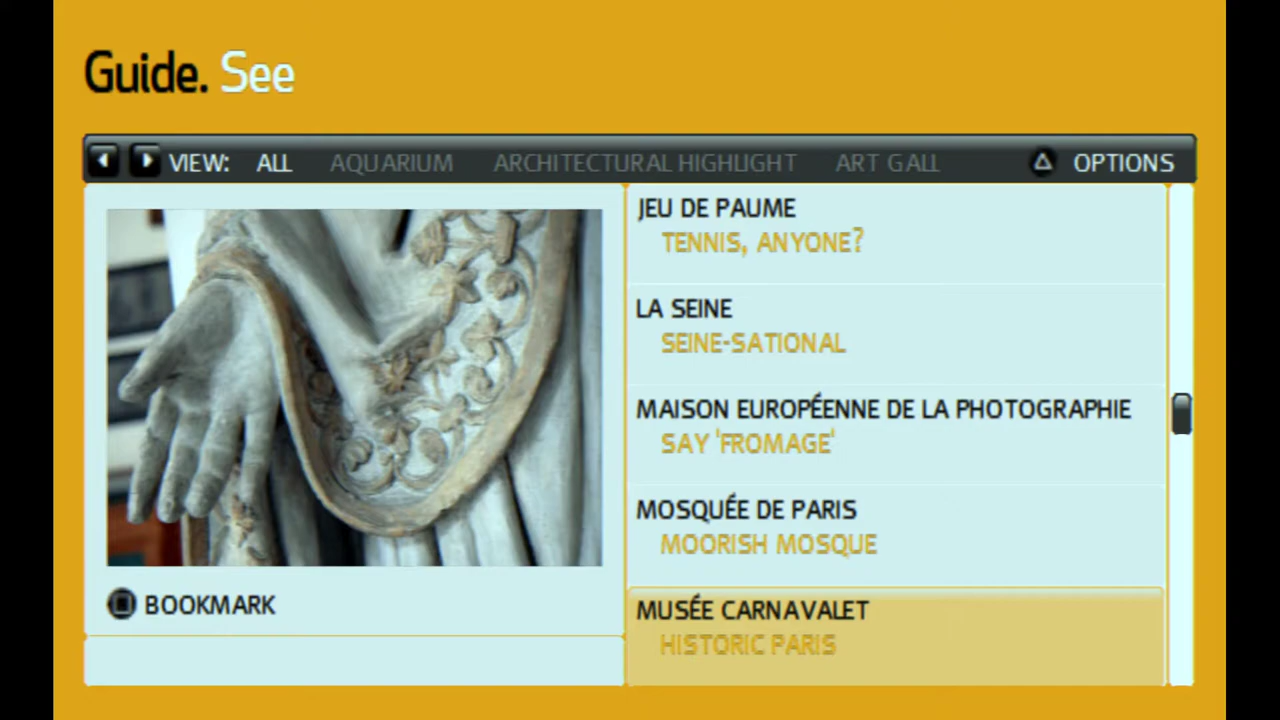 Guide. See
VIEW: ALL AQUARIUM ARCHITECTURAL HIGHLIGHT ART GALL OPTIONS
JEU DE PAUME
TENNIS, ANYONE?
LA SEINE
SEINE-SATIONAL
MAISON EUROPÉENNE DE LA PHOTOGRAPHIE
SAY 'FROMAGE'
MOSQUÉE DE PARIS
MOORISH MOSQUE
MUSÉE CARNAVALET
HISTORIC PARIS
BOOKMARK